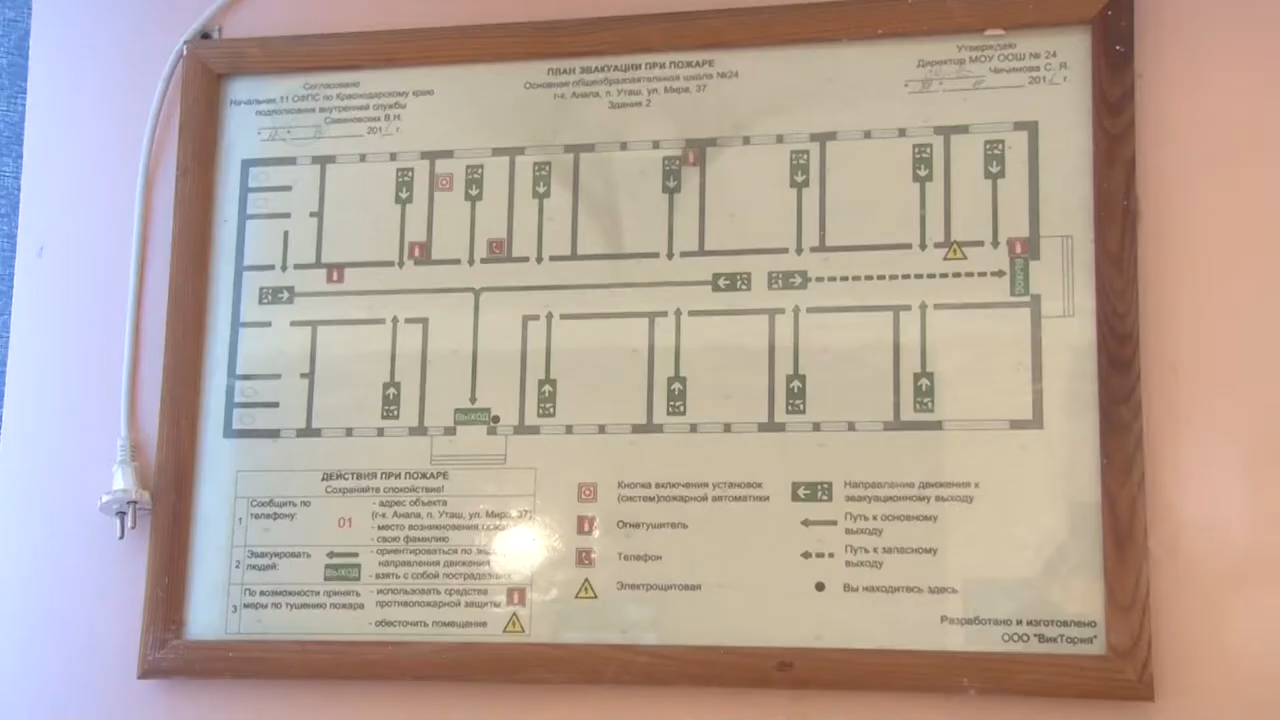 Согласовано
Начальник 11 ОФПС по Краснодарскому краю
подполковник внутренней службы
Савеновских В.Н.
201 г.
ПЛАН ЭВАКУАЦИИ ПРИ ПОЖАРЕ
Основная общеобразовательная школа №24
г-к. Анапа, п. Уташ, ул. Мира, 37
Здание 2
Утверждаю
Директор МОУ ООШ № 24
Чичинова С. Я.
201 г.
ВЫХОД
ВЫХОД
ДЕЙСТВИЯ ПРИ ПОЖАРЕ
Сохраняйте спокойствие!
1
Сообщить по
телефону:
01
- адрес объекта
(г-к. Анапа, п. Уташ, ул. Мира, 37)
- место возникновения
- свою фамилию
2
Эвакуировать
людей:
ВЫХОД
- ориентироваться по
направления движения
- взять с собой пострадавших
3
По возможности принять
меры по тушению пожара
- использовать средства
противопожарной защиты
- обесточить помещение
Кнопка включения установок
(систем)пожарной автоматики
Огнетушитель
Телефон
Электрощитовая
Направление движения к
эвакуационному выходу
Путь к основному
выходу
Путь к запасному
выходу
Вы находитесь здесь
Разработано и изготовлено
ООО "ВикТория"